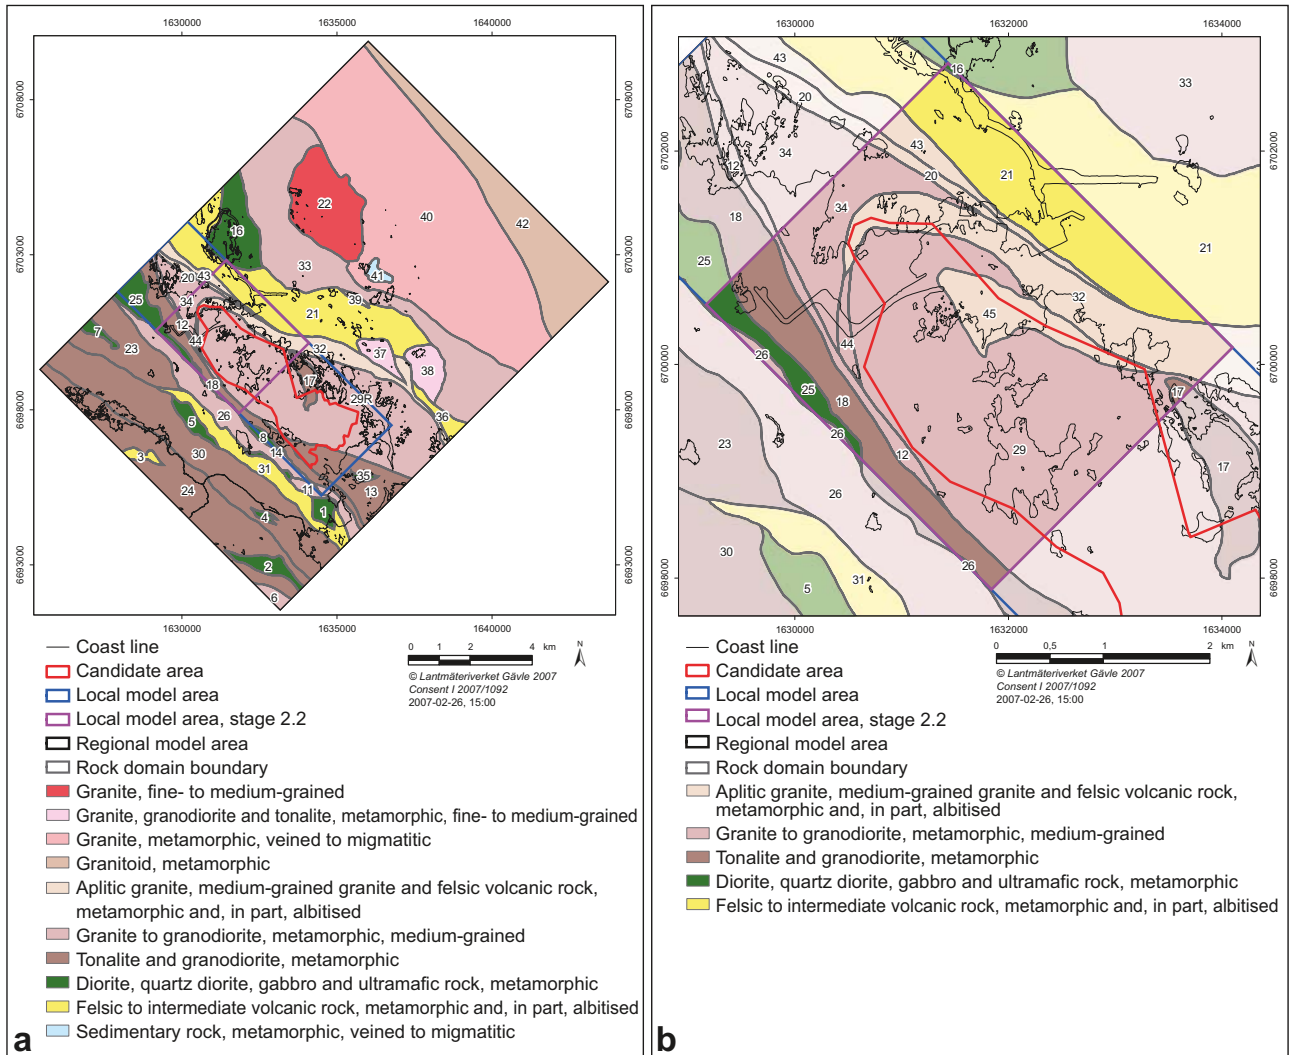 1630000 1635000 1640000
6708000 6708000
6703000 6703000
6698000 6698000
6693000 6693000
22
40
42
16
33
41
20 43
25
34
39
21
7
12
23
44
32
37
38
17
18
29R
26
36
5
8
3
30
14
31
35
24
11
13
1
4
2
6
1630000 1635000 1640000
Coast line
Candidate area
Local model area
Local model area, stage 2.2
Regional model area
Rock domain boundary
Granite, fine- to medium-grained
Granite, granodiorite and tonalite, metamorphic, fine- to medium-grained
Granite, metamorphic, veined to migmatitic
Granitoid, metamorphic
Aplitic granite, medium-grained granite and felsic volcanic rock,
metamorphic and, in part, albitised
Granite to granodiorite, metamorphic, medium-grained
Tonalite and granodiorite, metamorphic
Diorite, quartz diorite, gabbro and ultramafic rock, metamorphic
Felsic to intermediate volcanic rock, metamorphic and, in part, albitised
Sedimentary rock, metamorphic, veined to migmatitic
0 1 2 4 km
N
© Lantmäteriverket Gävle 2007
Consent I 2007/1092
2007-02-26, 15:00
a
1630000 1632000 1634000
6702000 6702000
6700000 6700000
6698000 6698000
43
16
33
20
43
34
12
20
21
34
18
21
25
32
45
44
26
17
25
18
26
23
12
29
17
26
30
31
26
5
1630000 1632000 1634000
Coast line
Candidate area
Local model area
Local model area, stage 2.2
Regional model area
Rock domain boundary
Aplitic granite, medium-grained granite and felsic volcanic rock,
metamorphic and, in part, albitised
Granite to granodiorite, metamorphic, medium-grained
Tonalite and granodiorite, metamorphic
Diorite, quartz diorite, gabbro and ultramafic rock, metamorphic
Felsic to intermediate volcanic rock, metamorphic and, in part, albitised
0 0,5 1 2 km
N
© Lantmäteriverket Gävle 2007
Consent I 2007/1092
2007-02-26, 15:00
b